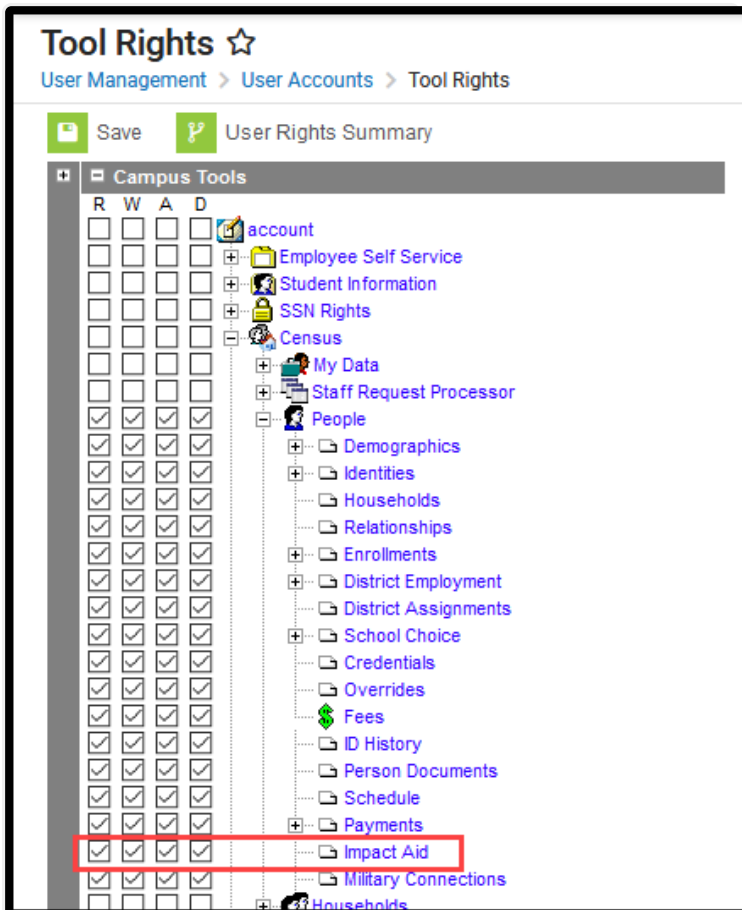 Tool Rights
User Management > User Accounts > Tool Rights
Save User Rights Summary
Campus Tools
R W A D
account
Employee Self Service
Student Information
SSN Rights
Census
My Data
Staff Request Processor
People
Demographics
Identities
Households
Relationships
Enrollments
District Employment
District Assignments
School Choice
Credentials
Overrides
Fees
ID History
Person Documents
Schedule
Payments
Impact Aid
Military Connections
Households